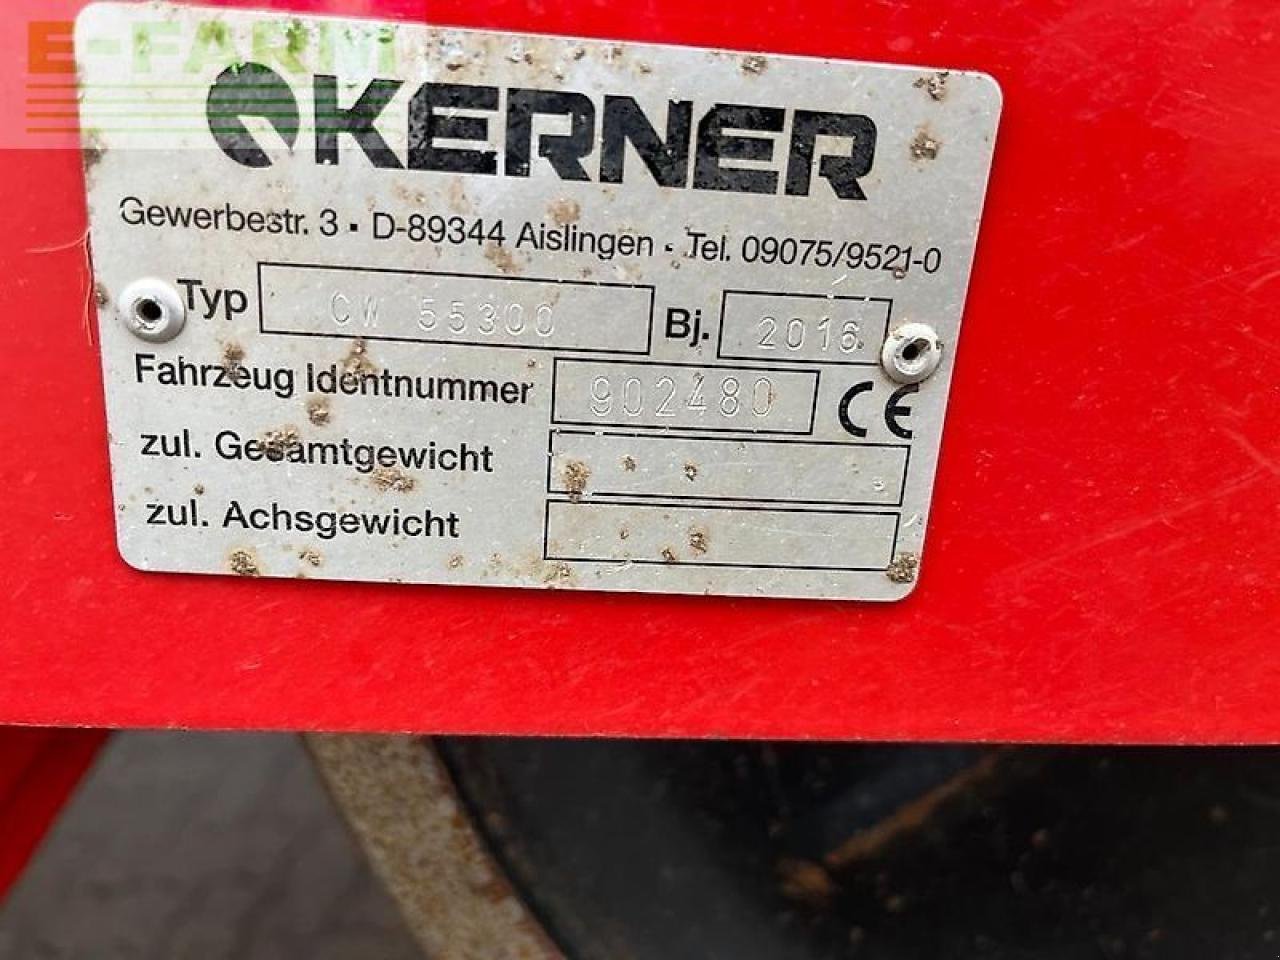 E-FARM
KERNER
Gewerbestr. 3 • D-89344 Aislingen • Tel. 09075/9521-0
Typ CW 55300 Bj. 2016
Fahrzeug Identnummer 902480 CE
zul. Gesamtgewicht
zul. Achsgewicht